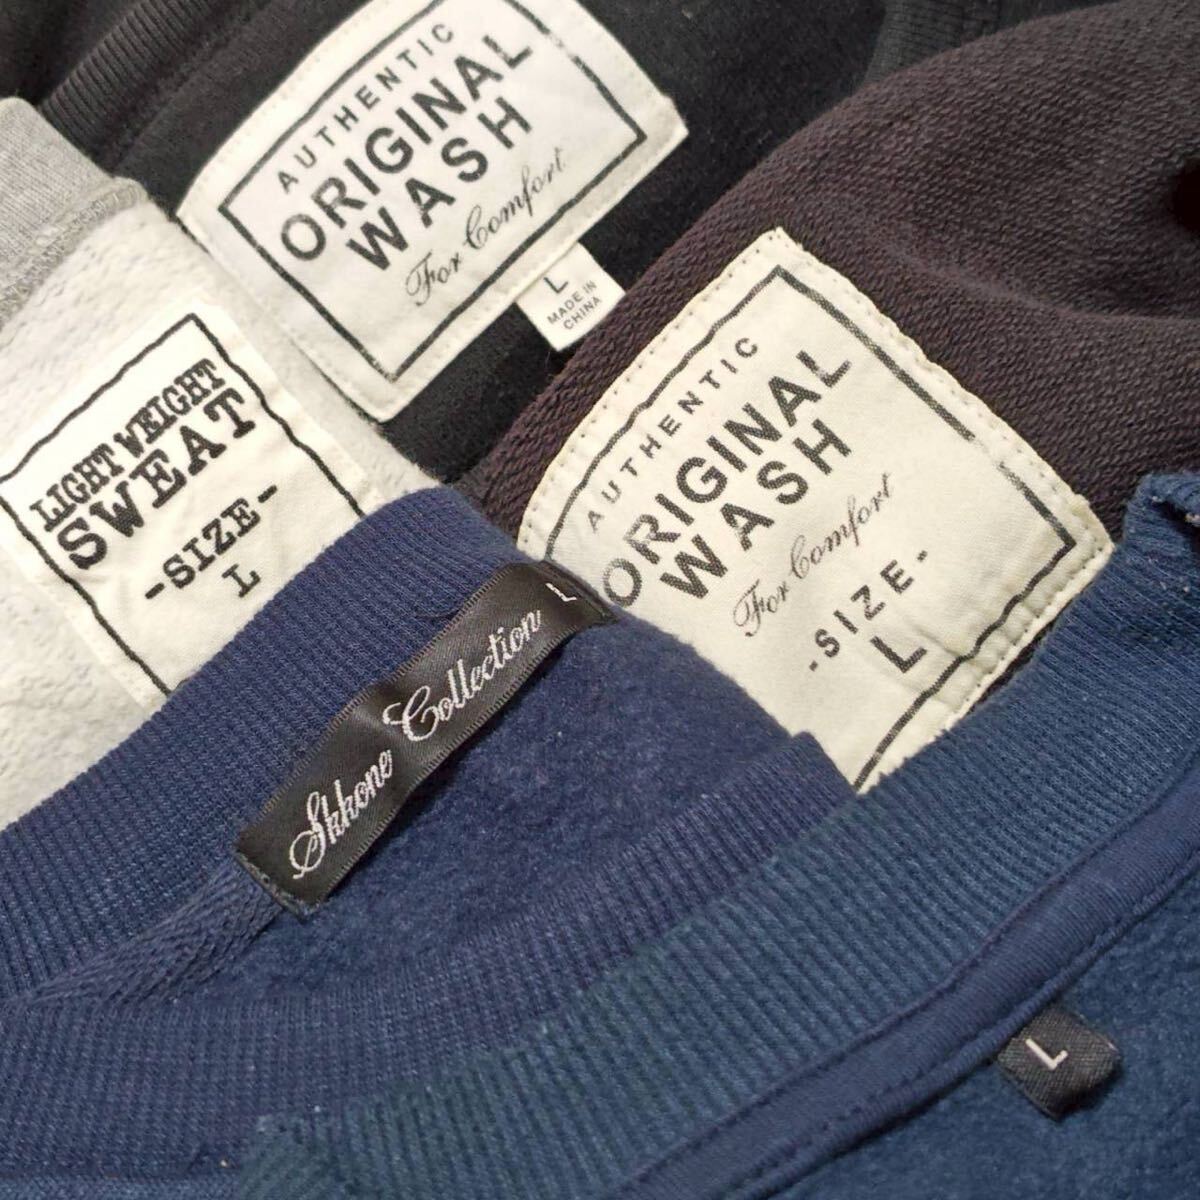 AUTHENTIC
ORIGINAL
WASH
For Comfort
L
MADE IN
CHINA
LIGHT WEIGHT
SWEAT
-SIZE-
L
AUTHENTIC
ORIGINAL
WASH
For Comfort
-SIZE-
L
Skkone Collection L
L